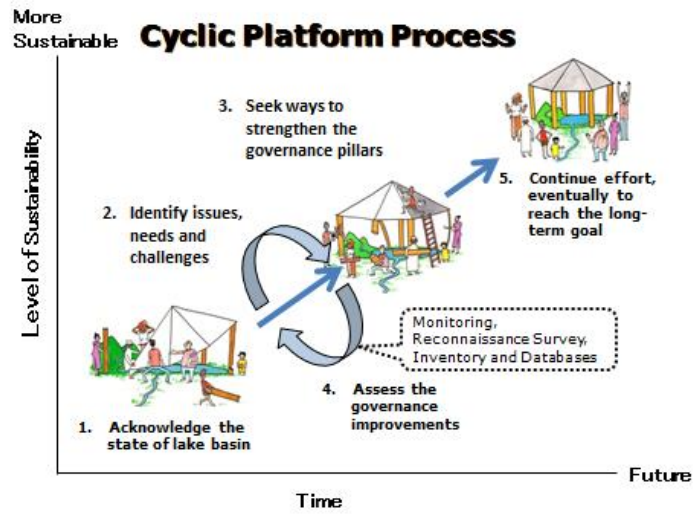 More
Sustainable
Cyclic Platform Process
Level of Sustainability
3. Seek ways to
strengthen the
governance pillars
5. Continue effort,
eventually to
reach the long-
term goal
2. Identify issues,
needs and
challenges
Monitoring,
Reconnaissance Survey,
Inventory and Databases
4. Assess the
governance
improvements
1. Acknowledge the
state of lake basin
Future
Time